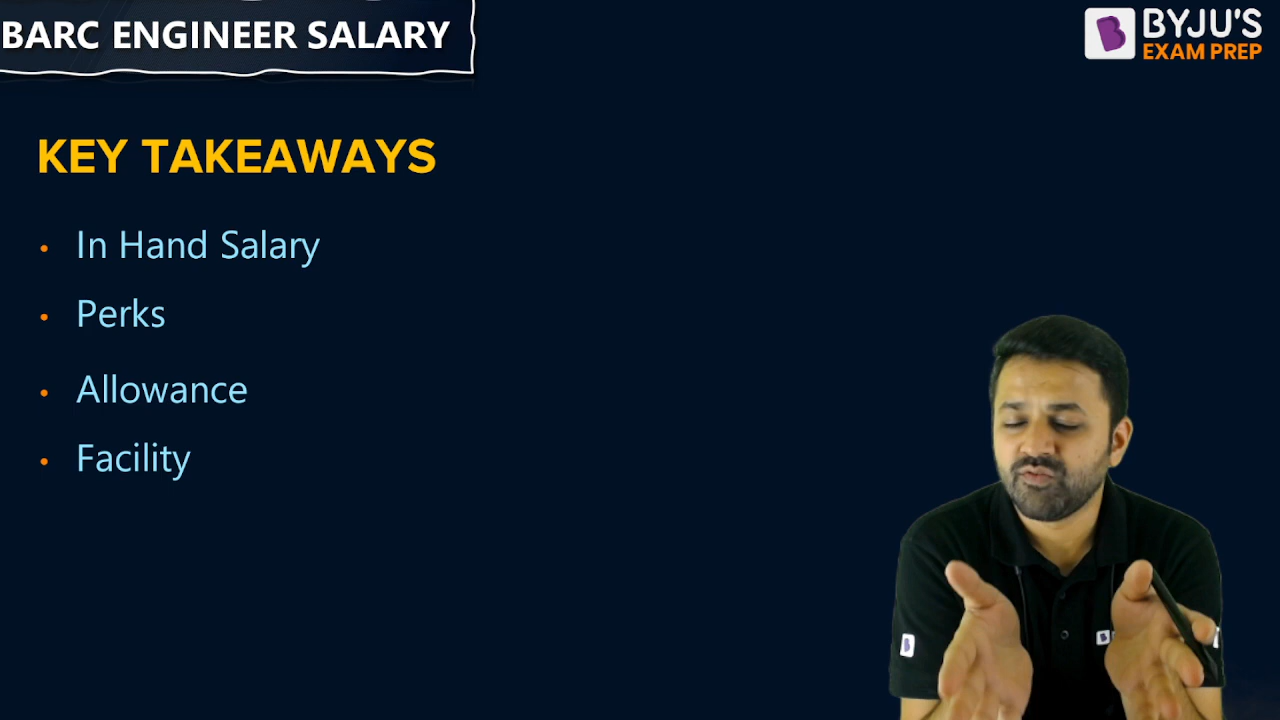 BARC ENGINEER SALARY
BYJU'S
EXAM PREP
KEY TAKEAWAYS
• In Hand Salary
• Perks
• Allowance
• Facility